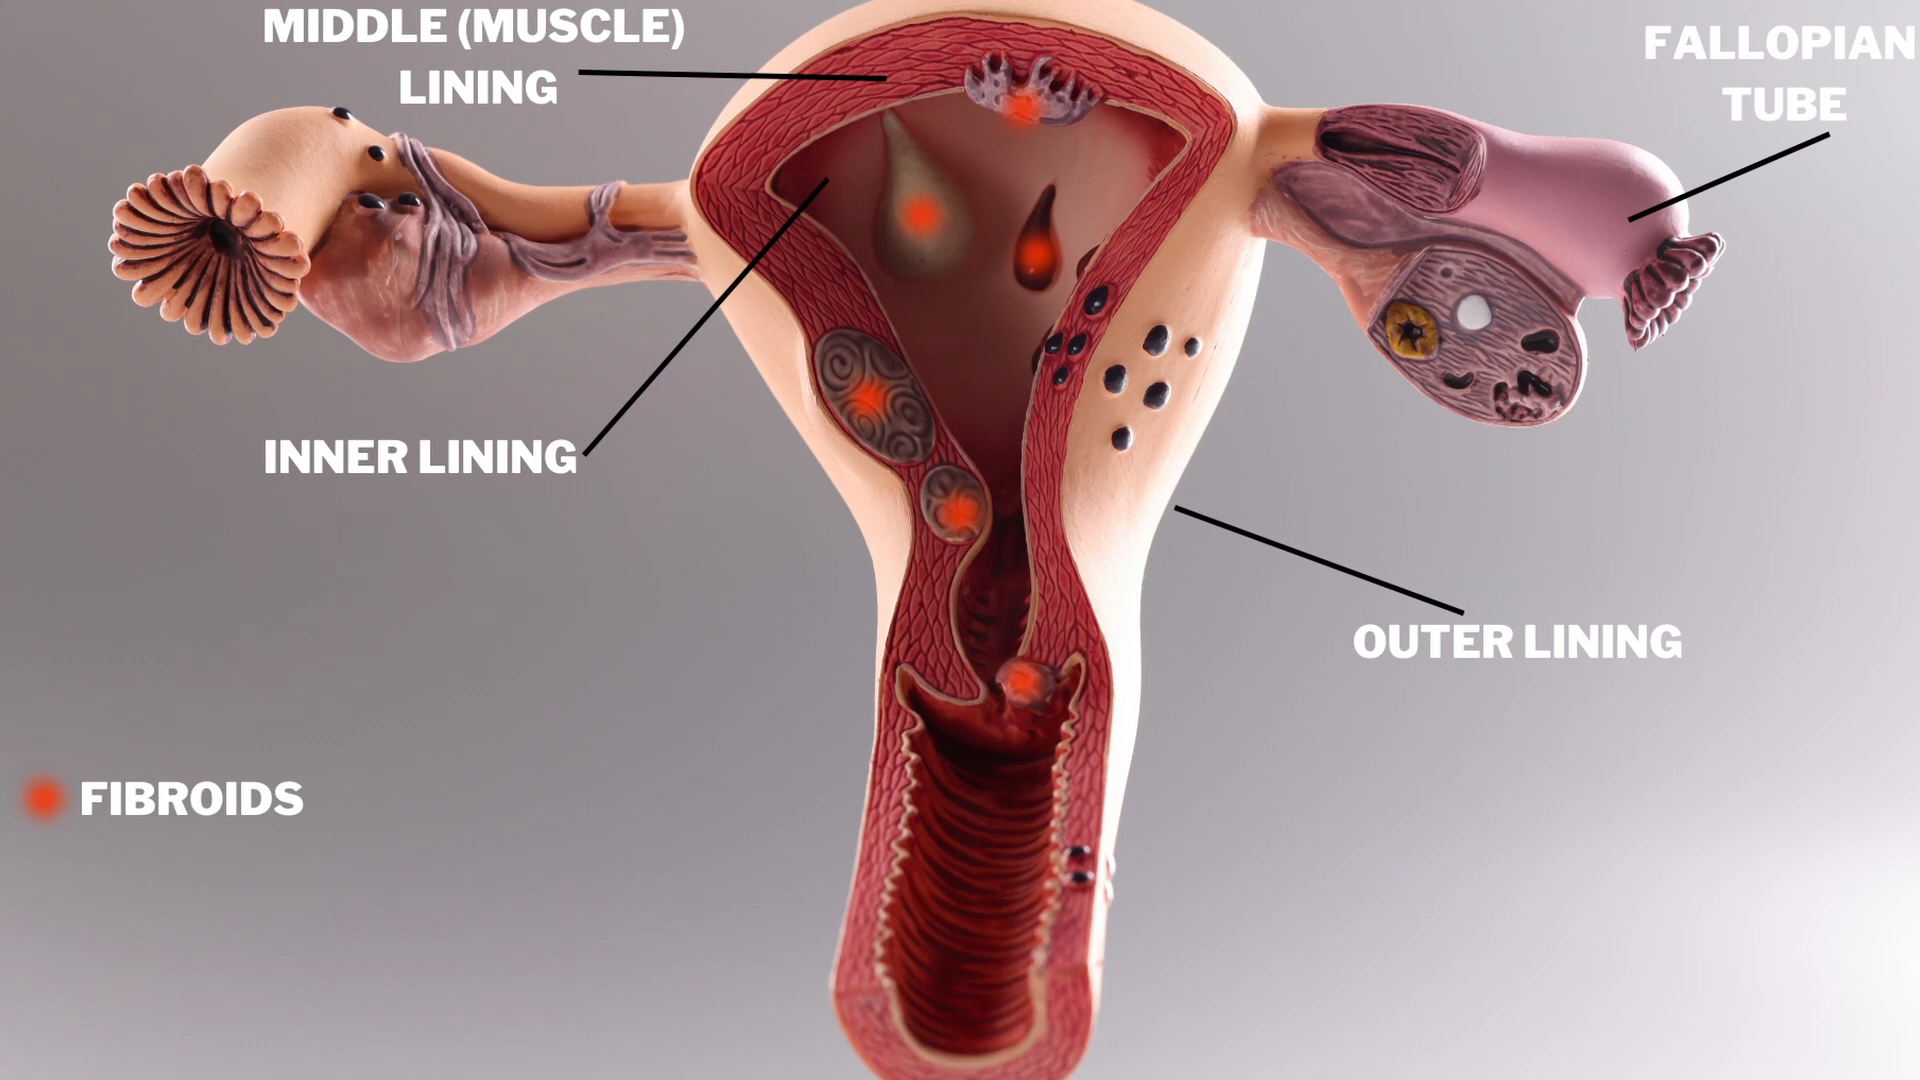 MIDDLE (MUSCLE)
LINING
FALLOPIAN
TUBE
INNER LINING
OUTER LINING
FIBROIDS